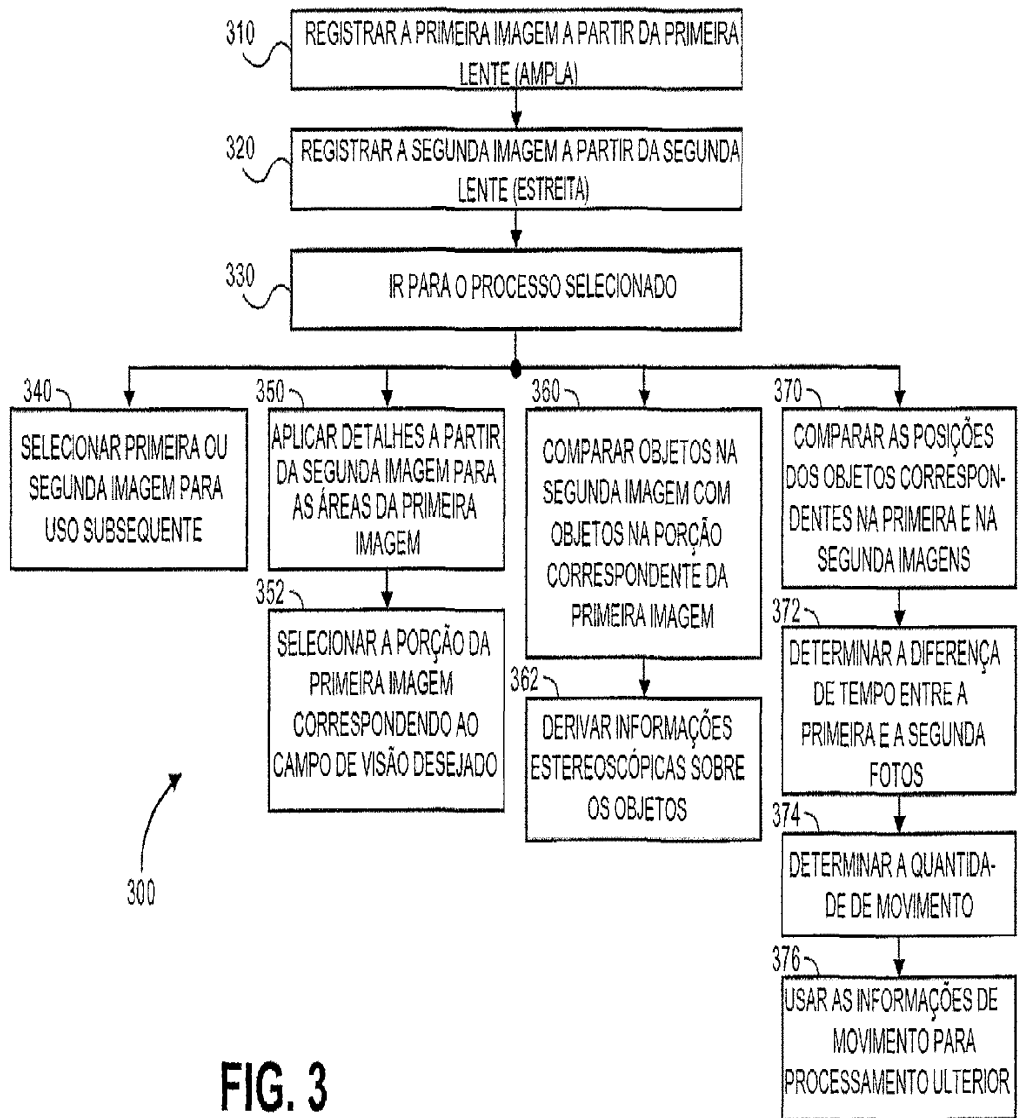 310
REGISTRAR A PRIMEIRA IMAGEM A PARTIR DA PRIMEIRA
LENTE (AMPLA)
320
REGISTRAR A SEGUNDA IMAGEM A PARTIR DA SEGUNDA
LENTE (ESTREITA)
330
IR PARA O PROCESSO SELECIONADO
340
SELECIONAR PRIMEIRA OU
SEGUNDA IMAGEM PARA
USO SUBSEQUENTE
350
APLICAR DETALHES A PARTIR
DA SEGUNDA IMAGEM PARA
AS ÁREAS DA PRIMEIRA
IMAGEM
352
SELECIONAR A PORÇÃO DA
PRIMEIRA IMAGEM
CORRESPONDENDO AO
CAMPO DE VISÃO DESEJADO
360
COMPARAR OBJETOS NA
SEGUNDA IMAGEM COM
OBJETOS NA PORÇÃO
CORRESPONDENTE DA
PRIMEIRA IMAGEM
362
DERIVAR INFORMAÇÕES
ESTEREOSCÓPICAS SOBRE
OS OBJETOS
370
COMPARAR AS POSIÇÕES
DOS OBJETOS CORRESPON-
DENTES NA PRIMEIRA E NA
SEGUNDA IMAGENS
372
DETERMINAR A DIFERENÇA
DE TEMPO ENTRE A
PRIMEIRA E A SEGUNDA
FOTOS
374
DETERMINAR A QUANTIDA-
DE DE MOVIMENTO
376
USAR AS INFORMAÇÕES DE
MOVIMENTO PARA
PROCESSAMENTO ULTERIOR
300
FIG. 3